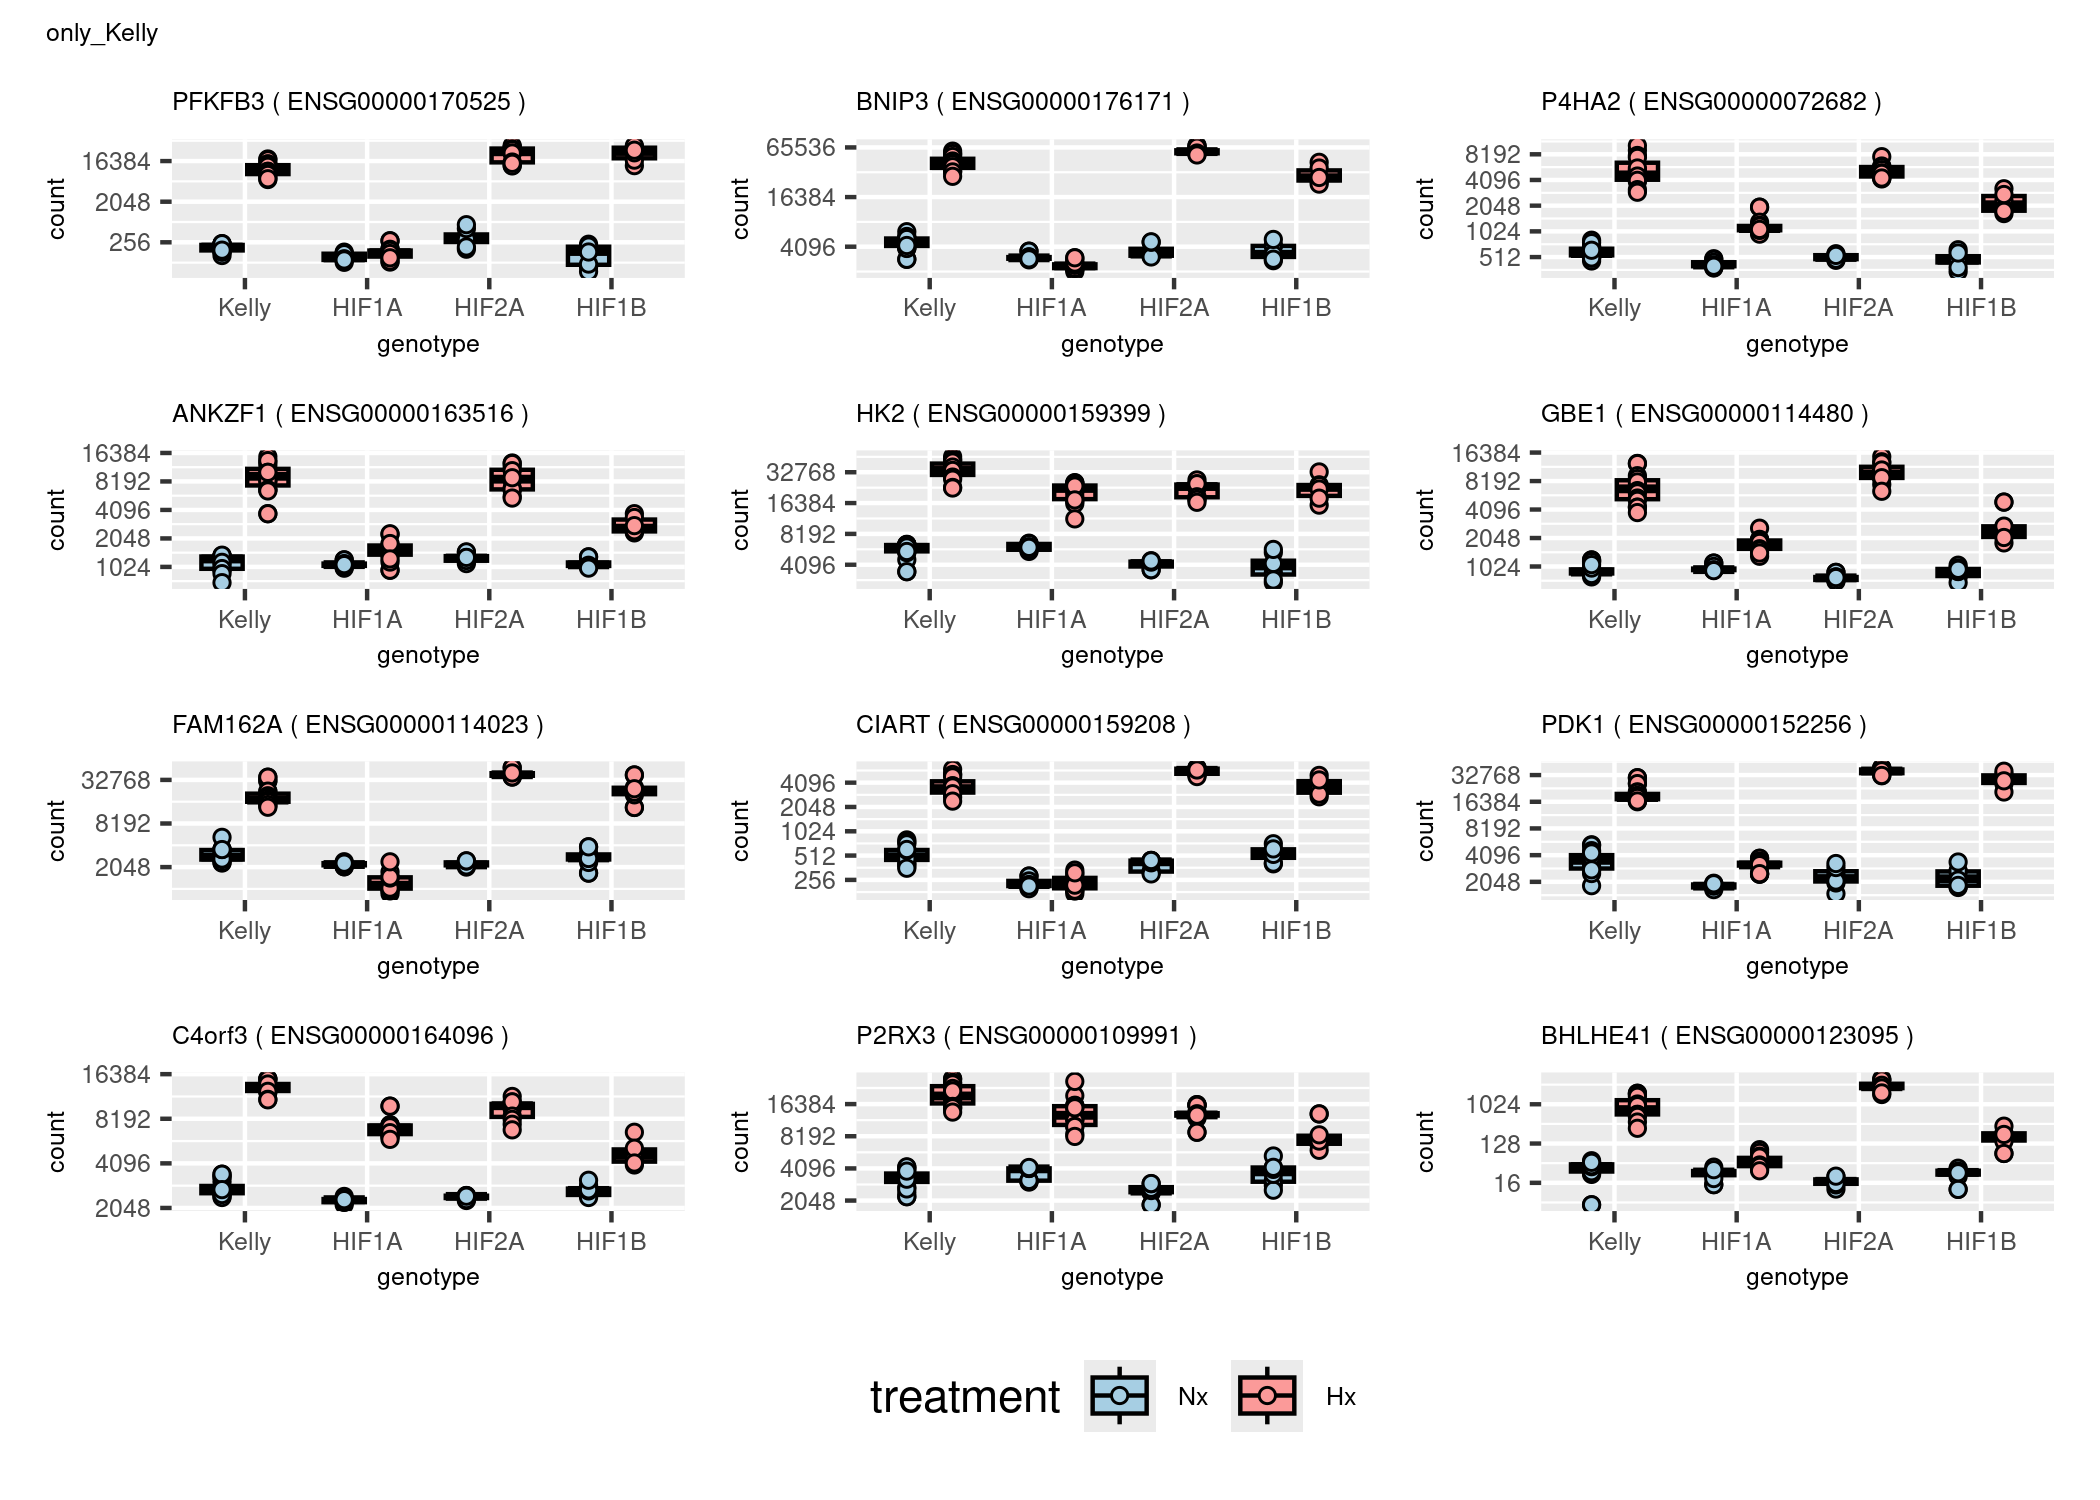 only_Kelly
PFKFB3 ( ENSG00000170525 )
16384
2048
256
count
Kelly HIF1A HIF2A HIF1B
genotype
BNIP3 ( ENSG00000176171 )
65536
16384
4096
count
Kelly HIF1A HIF2A HIF1B
genotype
P4HA2 ( ENSG00000072682 )
8192
4096
2048
1024
512
count
Kelly HIF1A HIF2A HIF1B
genotype
ANKZF1 ( ENSG00000163516 )
16384
8192
4096
2048
1024
count
Kelly HIF1A HIF2A HIF1B
genotype
HK2 ( ENSG00000159399 )
32768
16384
8192
4096
count
Kelly HIF1A HIF2A HIF1B
genotype
GBE1 ( ENSG00000114480 )
16384
8192
4096
2048
1024
count
Kelly HIF1A HIF2A HIF1B
genotype
FAM162A ( ENSG00000114023 )
32768
8192
2048
count
Kelly HIF1A HIF2A HIF1B
genotype
CIART ( ENSG00000159208 )
4096
2048
1024
512
256
count
Kelly HIF1A HIF2A HIF1B
genotype
PDK1 ( ENSG00000152256 )
32768
16384
8192
4096
2048
count
Kelly HIF1A HIF2A HIF1B
genotype
C4orf3 ( ENSG00000164096 )
16384
8192
4096
2048
count
Kelly HIF1A HIF2A HIF1B
genotype
P2RX3 ( ENSG00000109991 )
16384
8192
4096
2048
count
Kelly HIF1A HIF2A HIF1B
genotype
BHLHE41 ( ENSG00000123095 )
1024
128
16
count
Kelly HIF1A HIF2A HIF1B
genotype
treatment Nx Hx